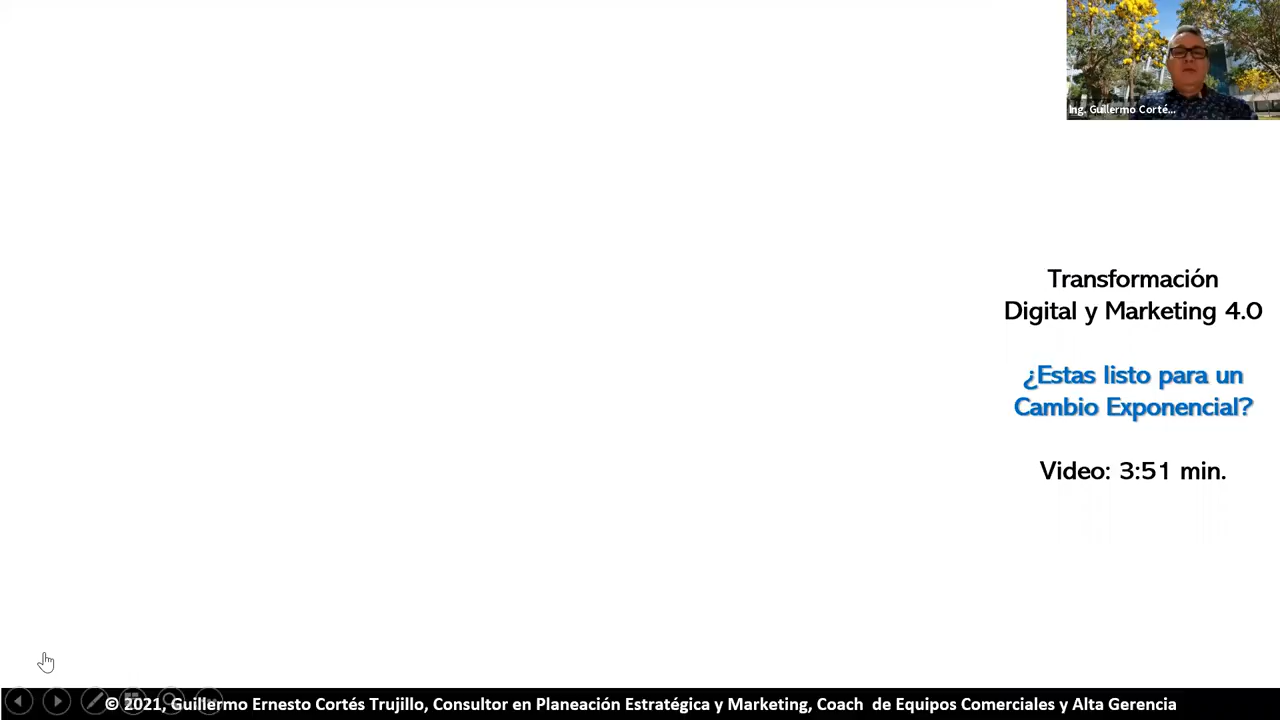 Ing. Guillermo Corté...
Transformación
Digital y Marketing 4.0
¿Estas listo para un
Cambio Exponencial?
Video: 3:51 min.
© 2021, Guillermo Ernesto Cortés Trujillo, Consultor en Planeación Estratégica y Marketing, Coach  de Equipos Comerciales y Alta Gerencia